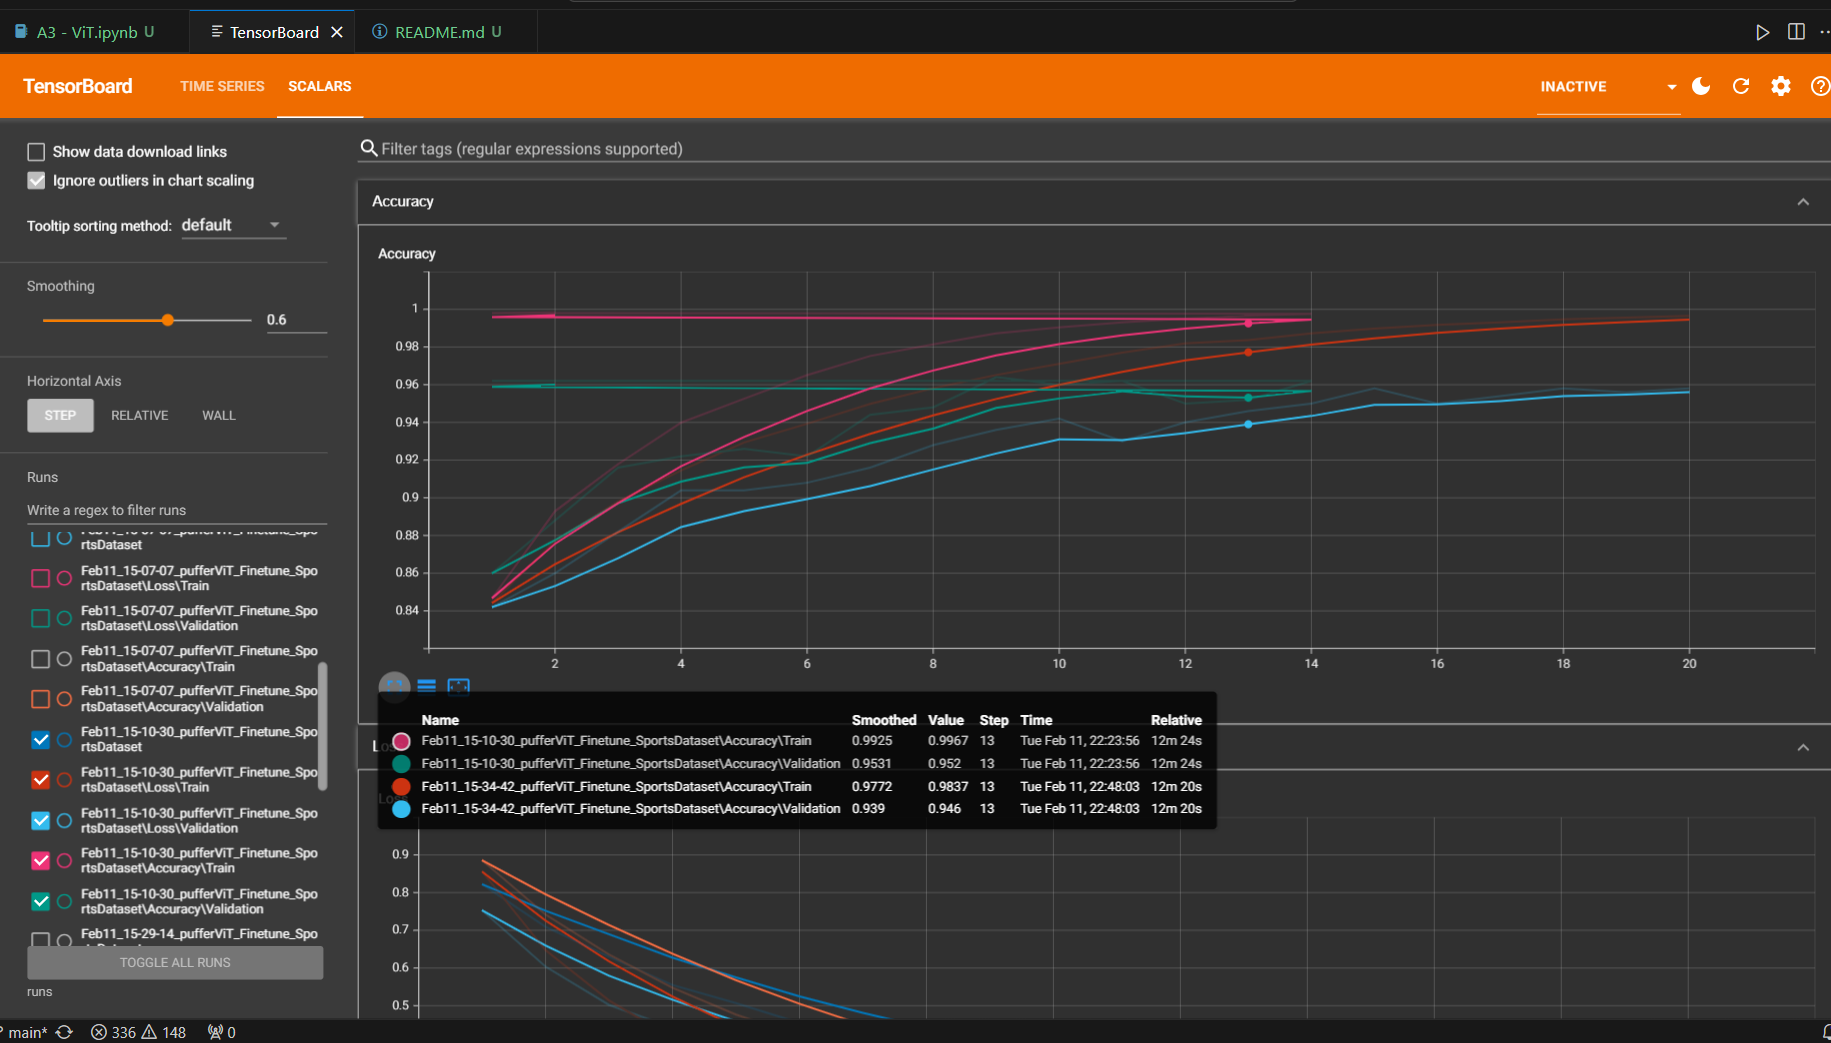 A3 - ViT.ipynb U
TensorBoard
README.md U
TensorBoard
TIME SERIES
SCALARS
INACTIVE
Show data download links
Ignore outliers in chart scaling
Tooltip sorting method: default
Smoothing
0.6
Horizontal Axis
STEP RELATIVE WALL
Runs
Write a regex to filter runs
Feb11_15-07-07_pufferViT_Finetune_Spo
rtsDataset
Feb11_15-07-07_pufferViT_Finetune_Spo
rtsDataset\Loss\Train
Feb11_15-07-07_pufferViT_Finetune_Spo
rtsDataset\Loss\Validation
Feb11_15-07-07_pufferViT_Finetune_Spo
rtsDataset\Accuracy\Train
Feb11_15-07-07_pufferViT_Finetune_Spo
rtsDataset\Accuracy\Validation
Feb11_15-10-30_pufferViT_Finetune_Spo
rtsDataset
Feb11_15-10-30_pufferViT_Finetune_Spo
rtsDataset\Loss\Train
Feb11_15-10-30_pufferViT_Finetune_Spo
rtsDataset\Loss\Validation
Feb11_15-10-30_pufferViT_Finetune_Spo
rtsDataset\Accuracy\Train
Feb11_15-10-30_pufferViT_Finetune_Spo
rtsDataset\Accuracy\Validation
Feb11_15-29-14_pufferViT_Finetune_Spo
TOGGLE ALL RUNS
runs
Filter tags (regular expressions supported)
Accuracy
Accuracy
1
0.98
0.96
0.94
0.92
0.9
0.88
0.86
0.84
2 4 6 8 10 12 14 16 18 20
Name Smoothed Value Step Time Relative
Feb11_15-10-30_pufferViT_Finetune_SportsDataset\Accuracy\Train 0.9925 0.9967 13 Tue Feb 11, 22:23:56 12m 24s
Feb11_15-10-30_pufferViT_Finetune_SportsDataset\Accuracy\Validation 0.9531 0.952 13 Tue Feb 11, 22:23:56 12m 24s
Feb11_15-34-42_pufferViT_Finetune_SportsDataset\Accuracy\Train 0.9772 0.9837 13 Tue Feb 11, 22:48:03 12m 20s
Feb11_15-34-42_pufferViT_Finetune_SportsDataset\Accuracy\Validation 0.939 0.946 13 Tue Feb 11, 22:48:03 12m 20s
0.9
0.8
0.7
0.6
0.5
main* 336 148 0